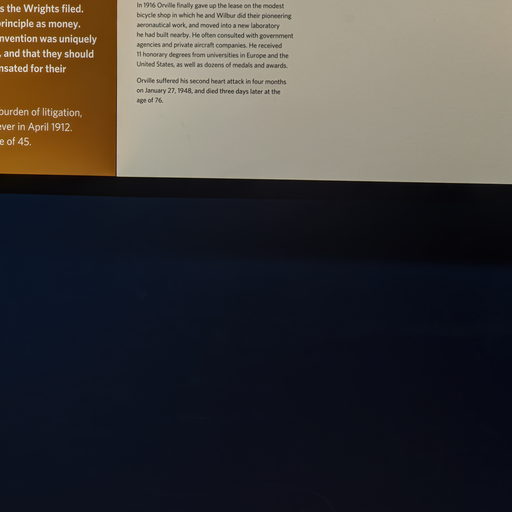 s the Wrights filed.
principle as money.
nvention was uniquely
, and that they should
nsated for their
burden of litigation,
ever in April 1912.
e of 45.
In 1916 Orville finally gave up the lease on the modest
bicycle shop in which he and Wilbur did their pioneering
aeronautical work, and moved into a new laboratory
he had built nearby. He often consulted with government
agencies and private aircraft companies. He received
11 honorary degrees from universities in Europe and the
United States, as well as dozens of medals and awards.
Orville suffered his second heart attack in four months
on January 27, 1948, and died three days later at the
age of 76.